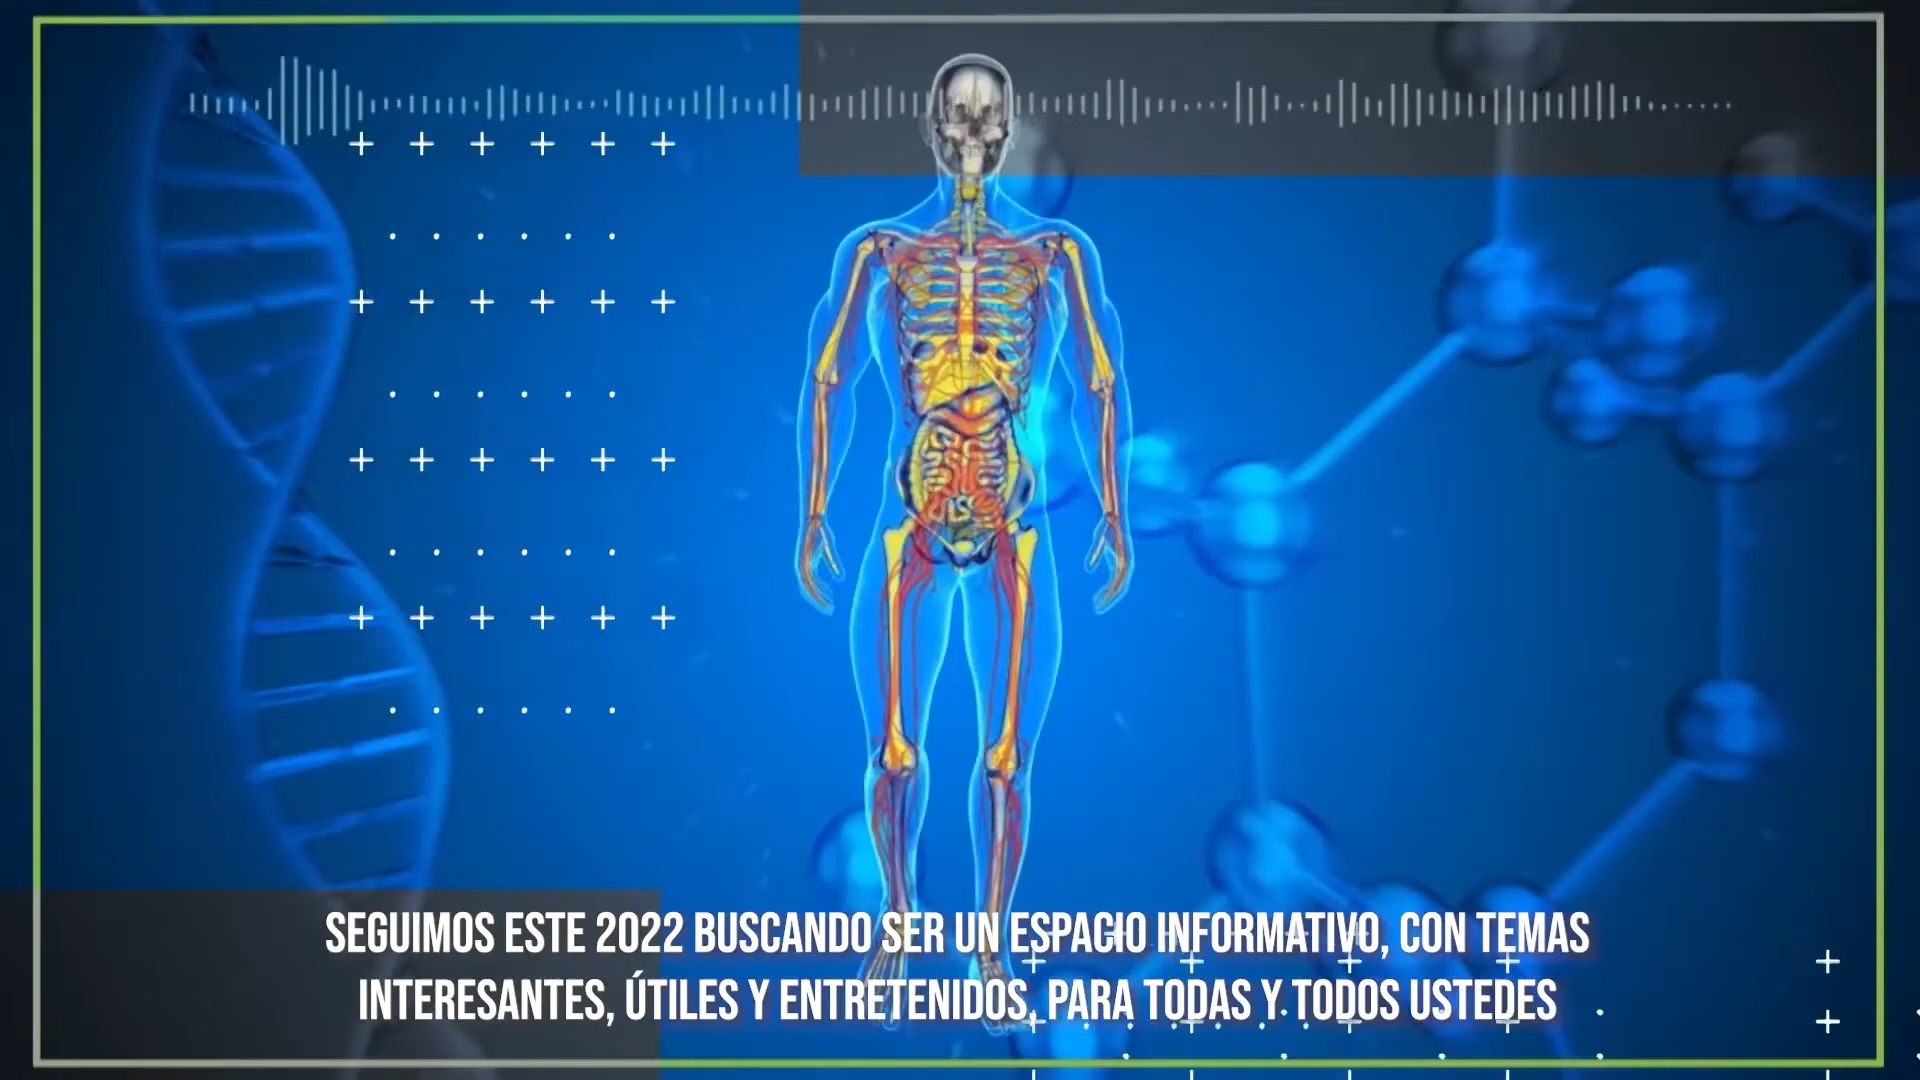 SEGUIMOS ESTE 2022 BUSCANDO SER UN ESPACIO INFORMATIVO, CON TEMAS
INTERESANTES, ÚTILES Y ENTRETENIDOS, PARA TODAS Y TODOS USTEDES